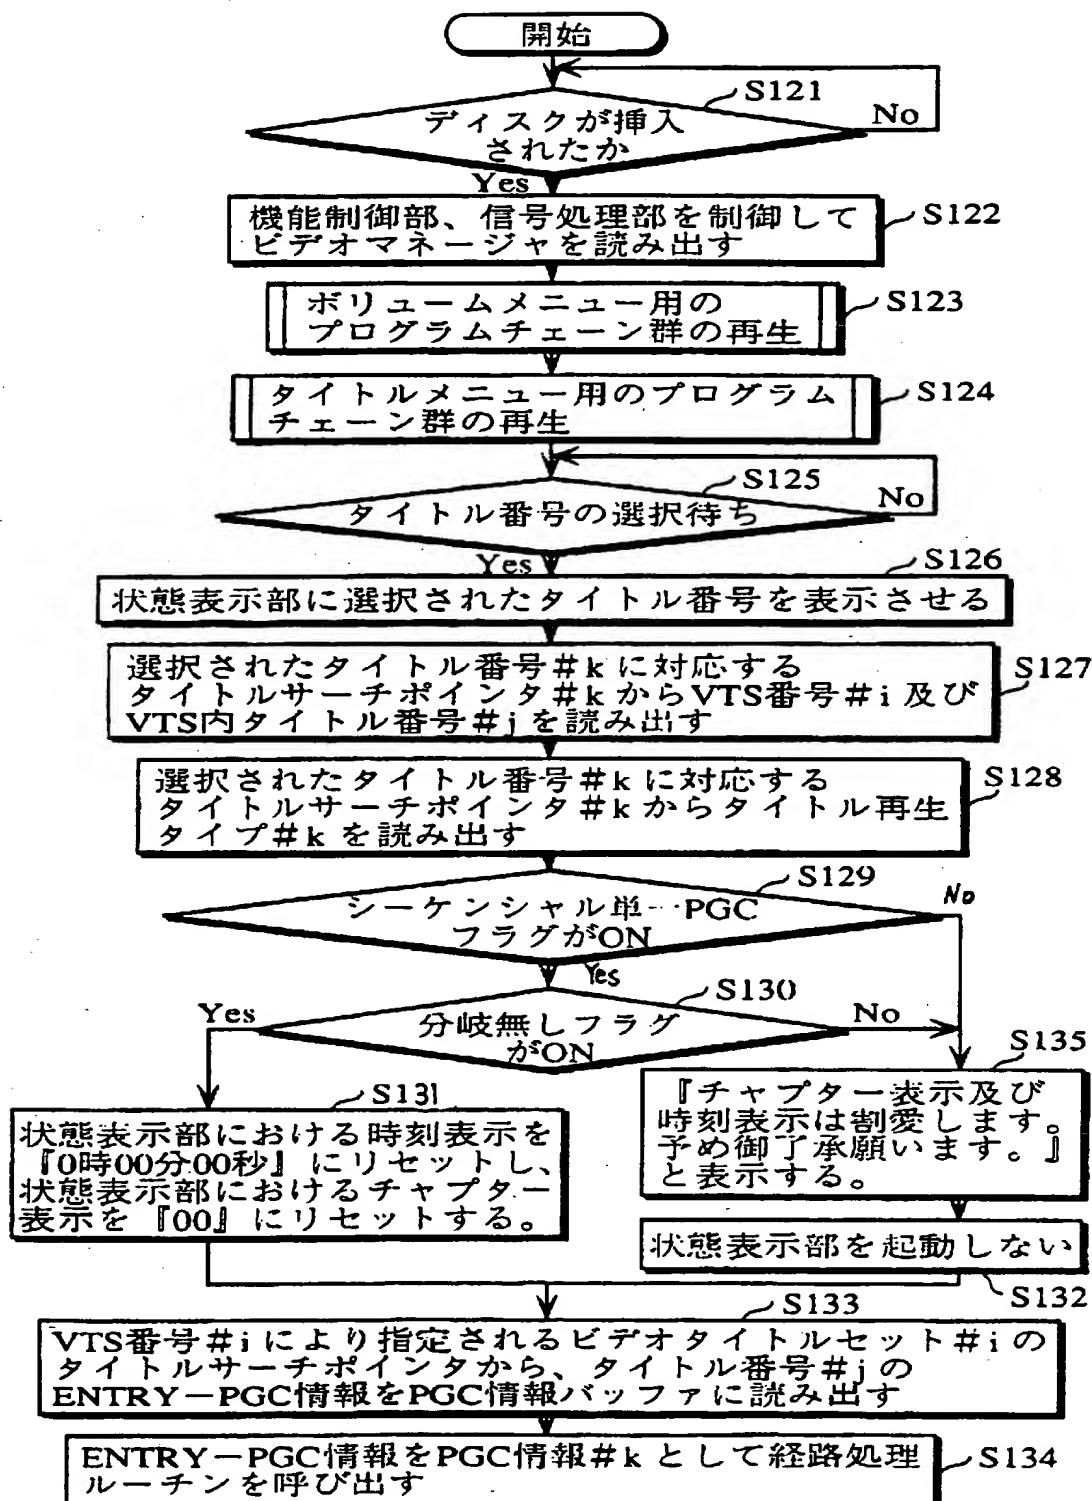 開始
S121
No
ディスクが挿入
されたか
Yes
機能制御部、信号処理部を制御して
ビデオマネージャを読み出す
S122
ボリュームメニュー用の
プログラムチェーン群の再生
S123
タイトルメニュー用のプログラム
チェーン群の再生
S124
S125
No
タイトル番号の選択待ち
Yes
S126
状態表示部に選択されたタイトル番号を表示させる
選択されたタイトル番号#kに対応する
タイトルサーチポインタ#kからVTS番号#i及び
VTS内タイトル番号#jを読み出す
S127
選択されたタイトル番号#kに対応する
タイトルサーチポインタ#kからタイトル再生
タイプ#kを読み出す
S128
S129
No
シーケンシャル単一PGC
フラグがON
Yes
S130
Yes
No
分岐無しフラグ
がON
S135
『チャプター表示及び
時刻表示は割愛します。
予め御了承願います。』
と表示する。
S131
状態表示部における時刻表示を
『0時00分00秒』にリセットし、
状態表示部におけるチャプター
表示を『00』にリセットする。
状態表示部を起動しない
S132
S133
VTS番号#iにより指定されるビデオタイトルセット#iの
タイトルサーチポインタから、タイトル番号#jの
ENTRY－PGC情報をPGC情報バッファに読み出す
ENTRY－PGC情報をPGC情報#kとして経路処理
ルーチンを呼び出す
S134